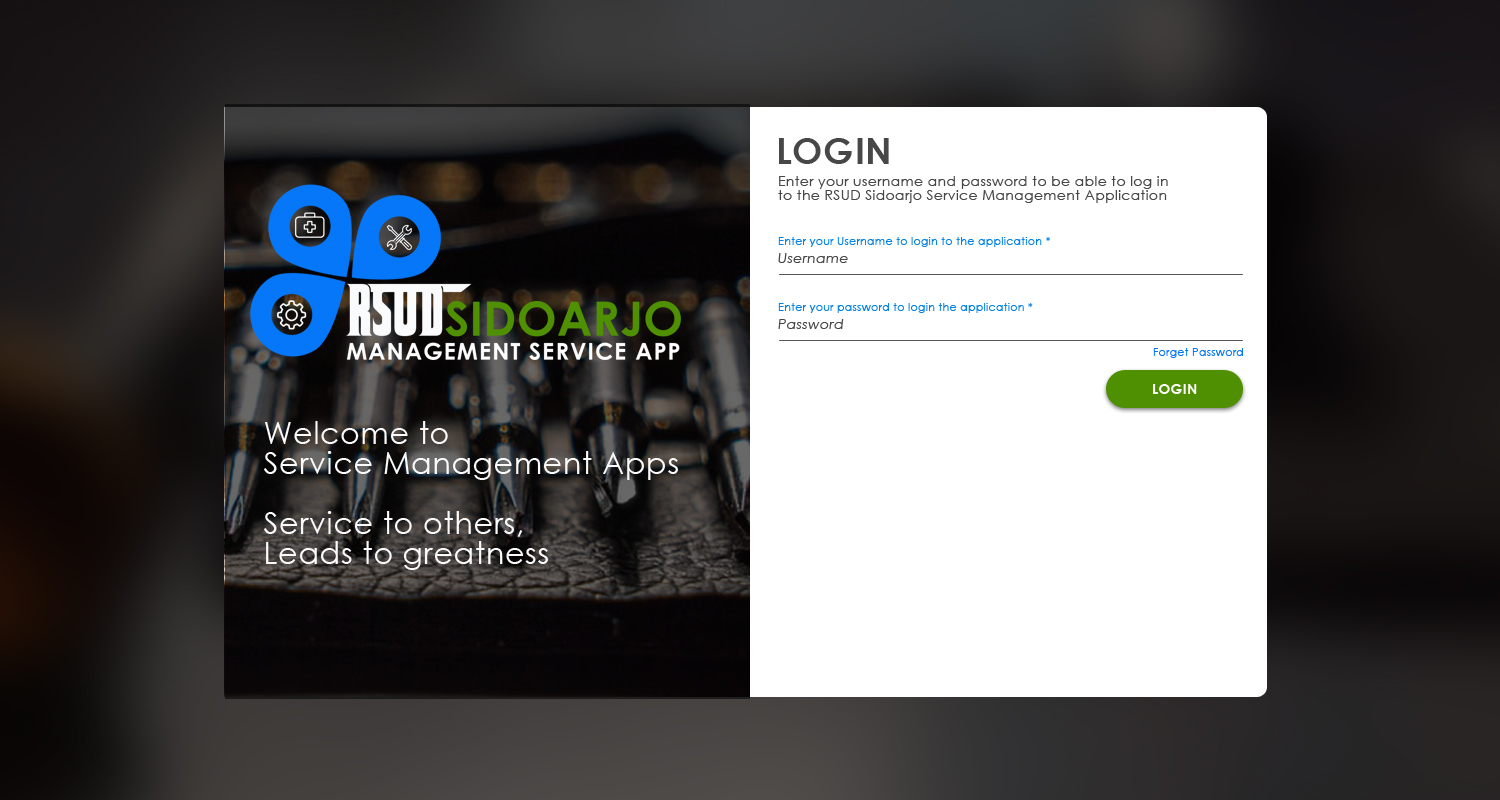 RSUD SIDOARJO
MANAGEMENT SERVICE APP
Welcome to
Service Management Apps
Service to others,
Leads to greatness
LOGIN
Enter your username and password to be able to log in
to the RSUD Sidoarjo Service Management Application
Enter your Username to login to the application *
Username
Enter your password to login the application *
Password
Forget Password
LOGIN